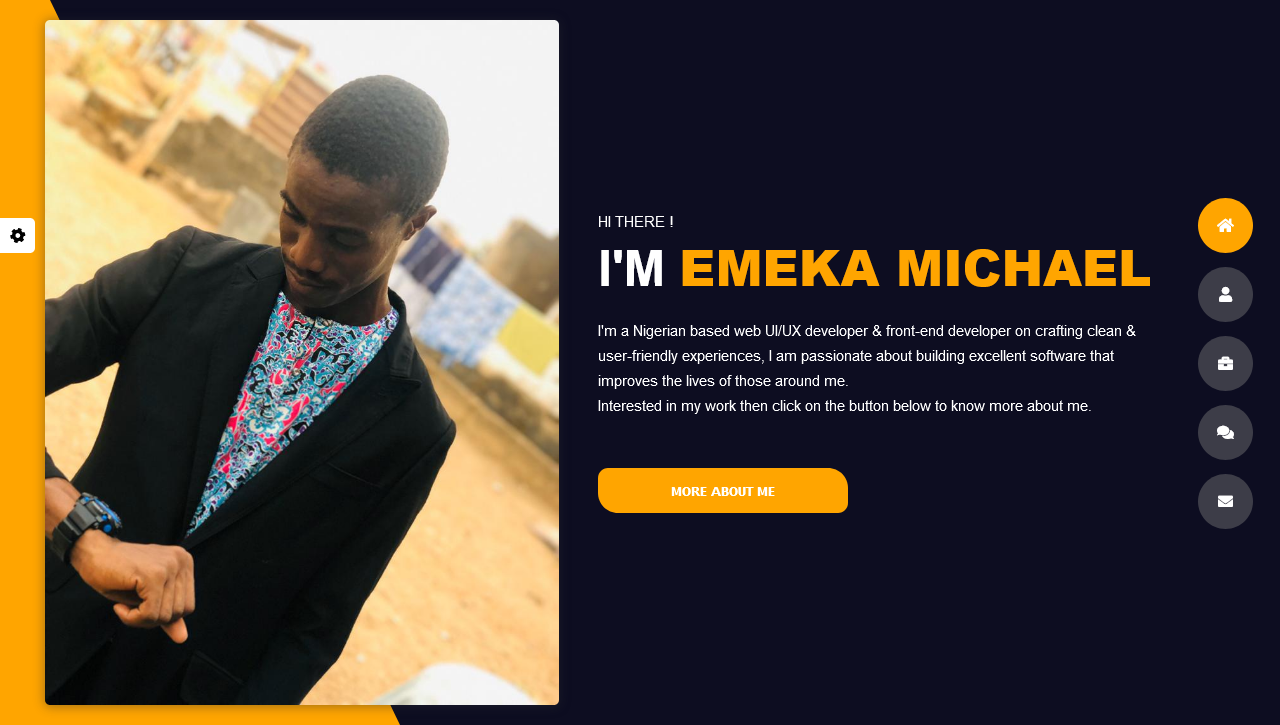 HI THERE !
I'M EMEKA MICHAEL
I'm a Nigerian based web UI/UX developer & front-end developer on crafting clean &
user-friendly experiences, I am passionate about building excellent software that
improves the lives of those around me.
Interested in my work then click on the button below to know more about me.
MORE ABOUT ME